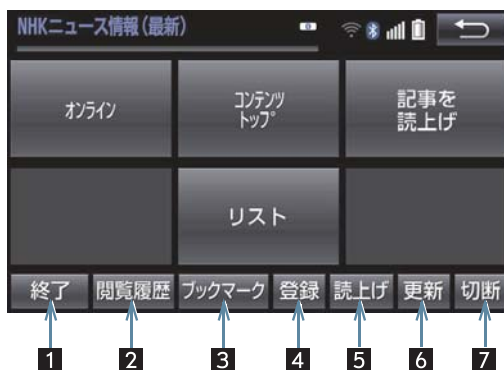 NHKニュース情報(最新)
オンライン
コンテンツ
トップ
記事を
読上げ
リスト
終了 閲覧履歴 ブックマーク 登録 読上げ 更新 切断
1 2 3 4 5 6 7